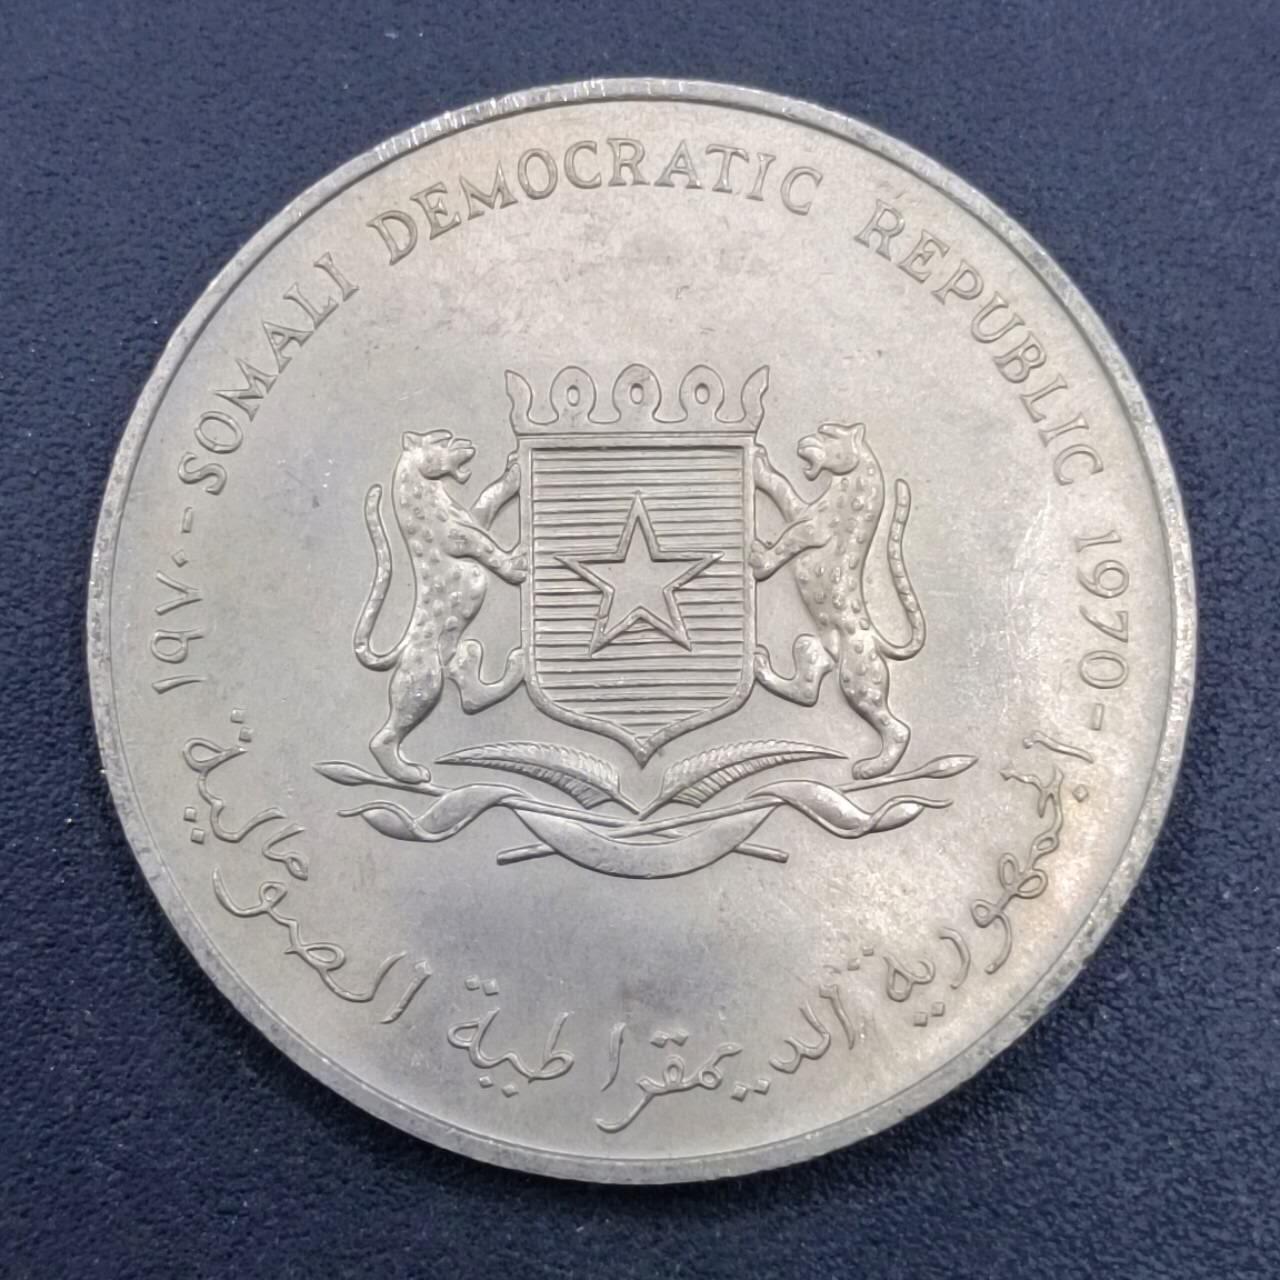 SOMALI DEMOCRATIC REPUBLIC 1970 -
الجمهورية الديمقراطية الصومالية ١٩٧٠ -